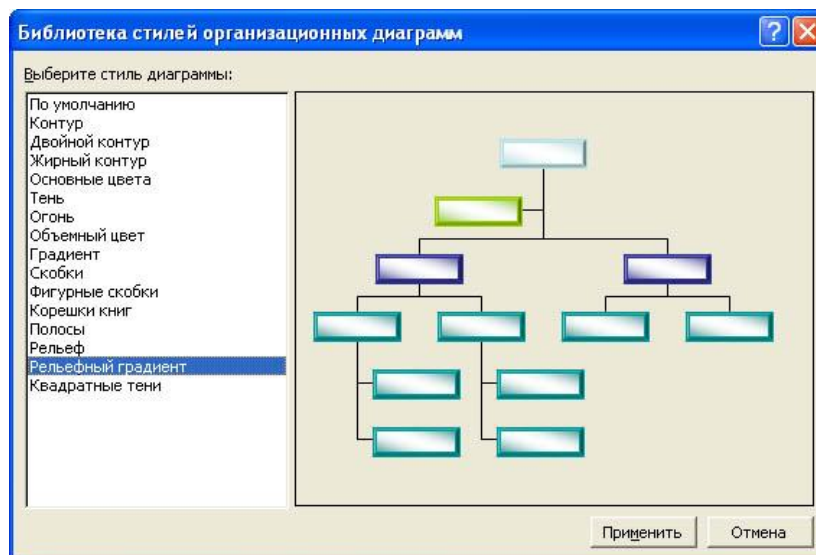 Библиотека стилей организационных диаграмм
Выберите стиль диаграммы:
По умолчанию
Контур
Двойной контур
Жирный контур
Основные цвета
Тень
Огонь
Объемный цвет
Градиент
Скобки
Фигурные скобки
Корешки книг
Полосы
Рельеф
Рельефный градиент
Квадратные тени
Применить
Отмена